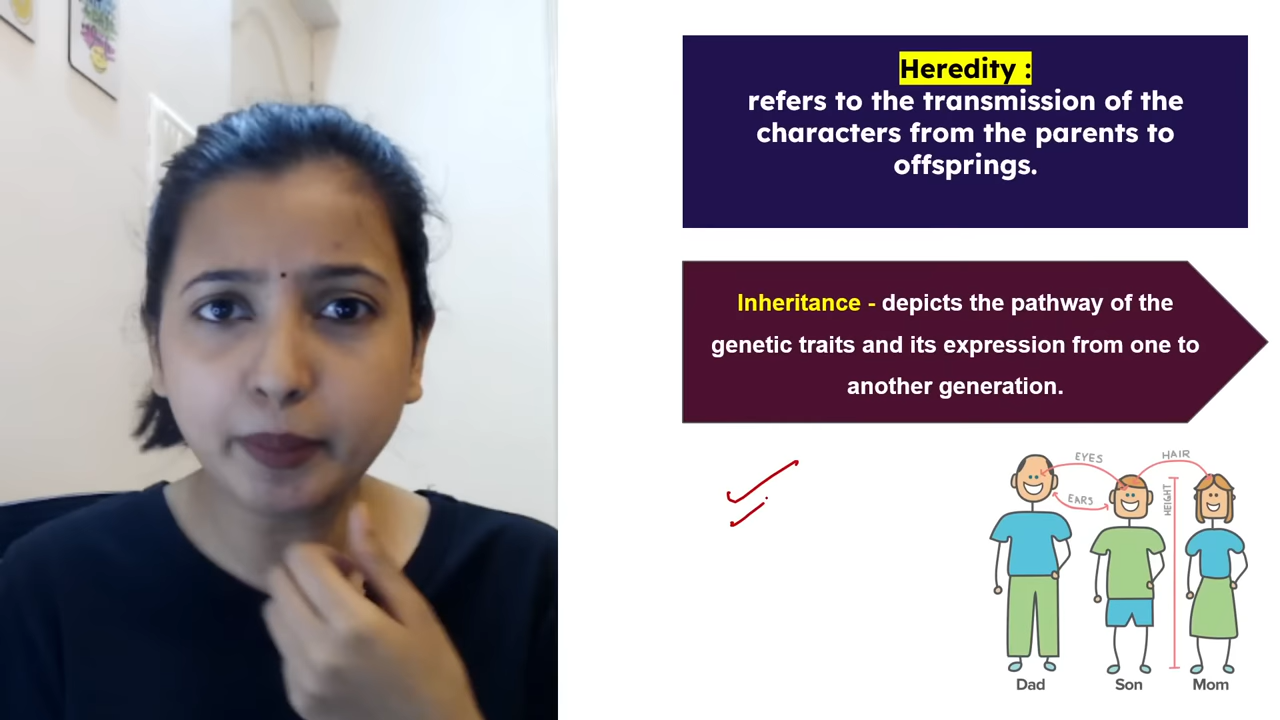 Heredity :
refers to the transmission of the
characters from the parents to
offsprings.
Inheritance - depicts the pathway of the
genetic traits and its expression from one to
another generation.
EYES
HAIR
EARS
HEIGHT
Dad
Son
Mom